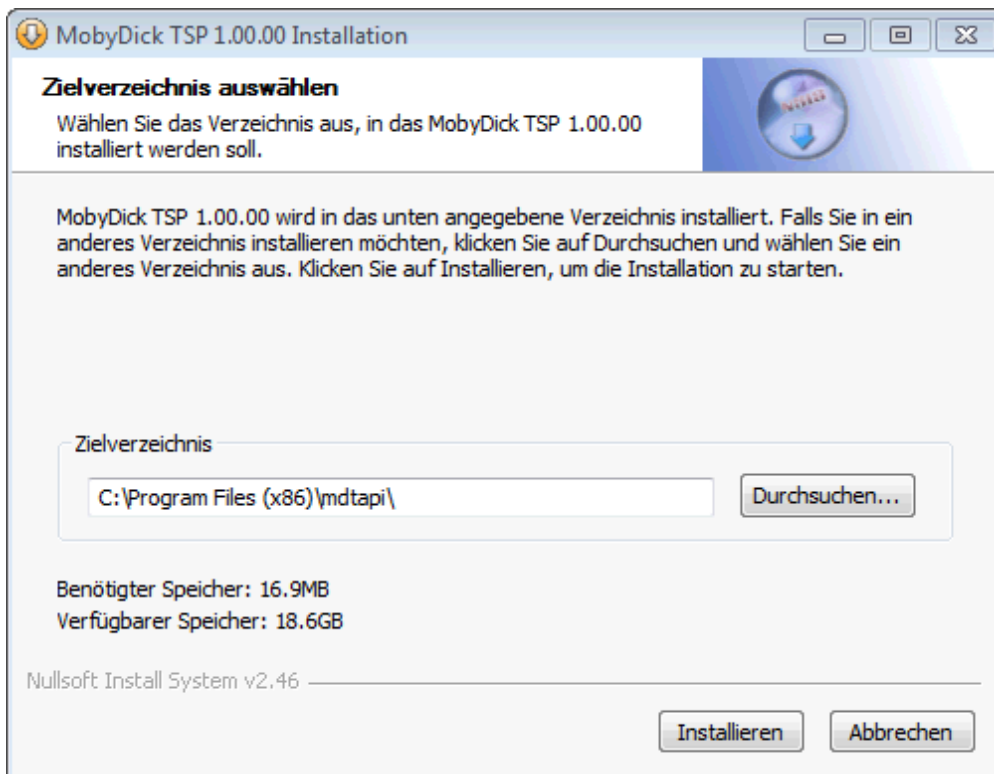 MobyDick TSP 1.00.00 Installation
Zielverzeichnis auswählen
Wählen Sie das Verzeichnis aus, in das MobyDick TSP 1.00.00
installiert werden soll.
MobyDick TSP 1.00.00 wird in das unten angegebene Verzeichnis installiert. Falls Sie in ein
anderes Verzeichnis installieren möchten, klicken Sie auf Durchsuchen und wählen Sie ein
anderes Verzeichnis aus. Klicken Sie auf Installieren, um die Installation zu starten.
Zielverzeichnis
C:\Program Files (x86)\mdtapi\
Durchsuchen...
Benötigter Speicher: 16.9MB
Verfügbarer Speicher: 18.6GB
Nullsoft Install System v2.46
Installieren
Abbrechen